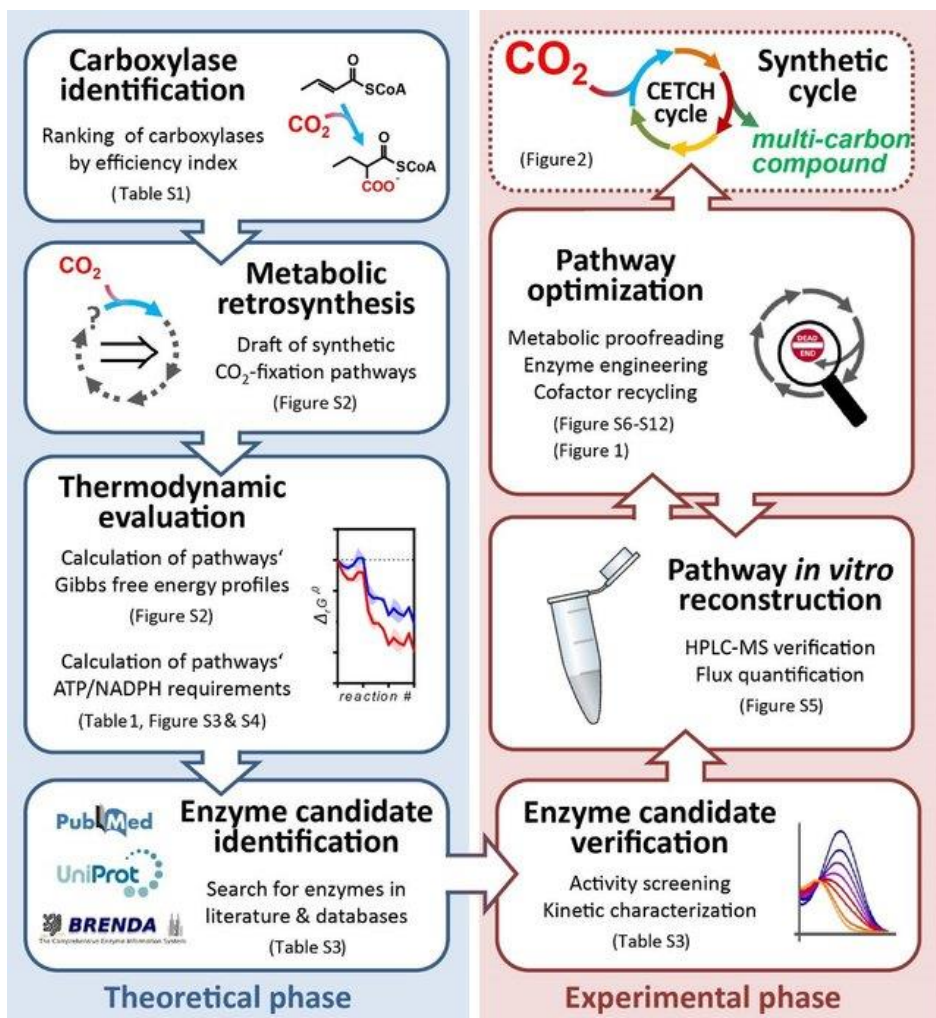 Carboxylase
identification
Ranking of carboxylases
by efficiency index
(Table S1)
O
SCoA
CO2
O
SCoA
COO-
CO2
?
Metabolic
retrosynthesis
Draft of synthetic
CO2-fixation pathways
(Figure S2)
Thermodynamic
evaluation
Calculation of pathways‘
Gibbs free energy profiles
(Figure S2)
Calculation of pathways‘
ATP/NADPH requirements
(Table 1, Figure S3 & S4)
ΔrG'0
reaction #
PubMed
UniProt
BRENDA
The Comprehensive Enzyme Information System
Enzyme candidate
identification
Search for enzymes in
literature & databases
(Table S3)
Theoretical phase
CO2
CETCH
cycle
Synthetic
cycle
multi-carbon
compound
(Figure 2)
Pathway
optimization
Metabolic proofreading
Enzyme engineering
Cofactor recycling
(Figure S6-S12)
(Figure 1)
DEAD
END
Pathway in vitro
reconstruction
HPLC-MS verification
Flux quantification
(Figure S5)
Enzyme candidate
verification
Activity screening
Kinetic characterization
(Table S3)
Experimental phase